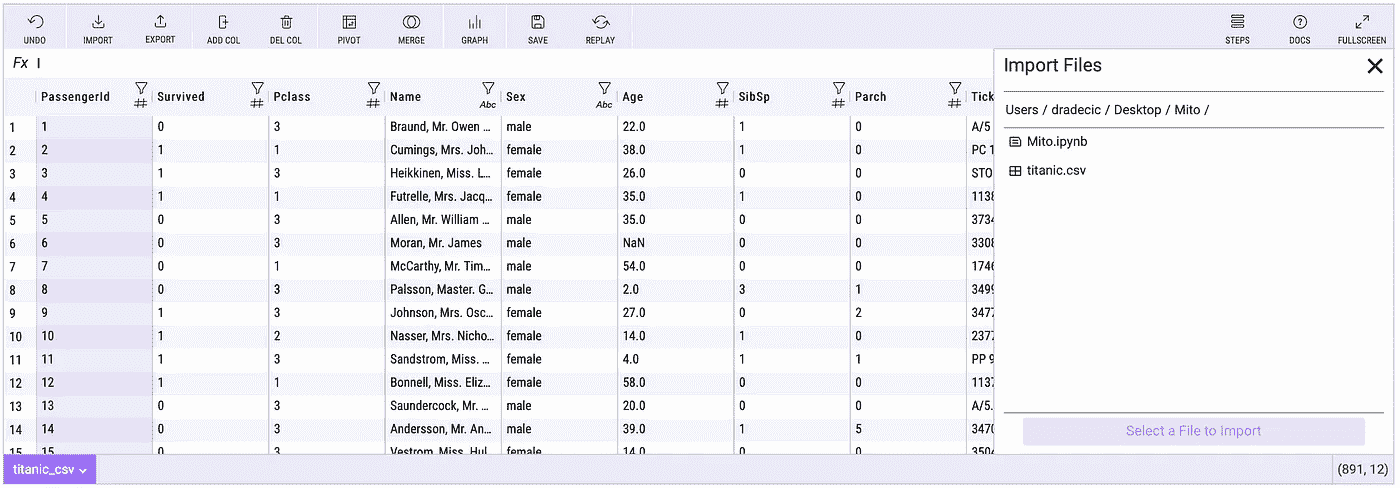 UNDO IMPORT EXPORT ADD COL DEL COL PIVOT MERGE GRAPH SAVE REPLAY STEPS DOCS FULLSCREEN
Fx
PassengerId Survived Pclass Name Abc Sex Abc Age SibSp Parch Tick
1 1 0 3 Braund, Mr. Owen ... male 22.0 1 0 A/5
2 2 1 1 Cumings, Mrs. Joh... female 38.0 1 0 PC 1
3 3 1 3 Heikkinen, Miss. L... female 26.0 0 0 STO
4 4 1 1 Futrelle, Mrs. Jacq... female 35.0 1 0 1138
5 5 0 3 Allen, Mr. William ... male 35.0 0 0 3734
6 6 0 3 Moran, Mr. James male NaN 0 0 3308
7 7 0 1 McCarthy, Mr. Tim... male 54.0 0 0 1746
8 8 0 3 Palsson, Master. G... male 2.0 3 1 3499
9 9 1 3 Johnson, Mrs. Osc... female 27.0 0 2 3477
10 10 1 2 Nasser, Mrs. Nicho... female 14.0 1 0 2377
11 11 1 3 Sandstrom, Miss. ... female 4.0 1 1 PP 9
12 12 1 1 Bonnell, Miss. Eliz... female 58.0 0 0 1137
13 13 0 3 Saundercock, Mr. ... male 20.0 0 0 A/5.
14 14 0 3 Andersson, Mr. An... male 39.0 1 5 3470
15 15 0 3 Vestrom, Miss. Hul... female 14.0 0 0 3504
Import Files
Users / dradecic / Desktop / Mito /
Mito.ipynb
titanic.csv
Select a File to Import
titanic_csv (891, 12)